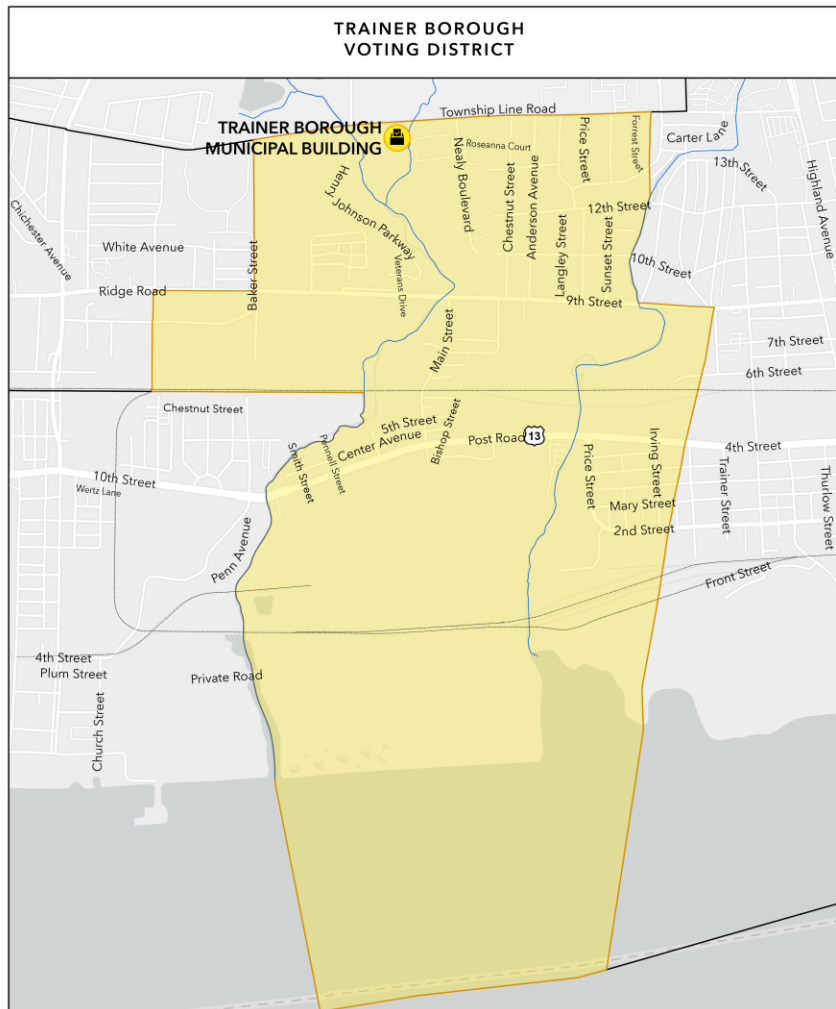 TRAINER BOROUGH
VOTING DISTRICT
Township Line Road
TRAINER BOROUGH
MUNICIPAL BUILDING
Roseanna Court
Price Street
Forrest Street
Carter Lane
13th Street
Highland Avenue
Henry
Nealy Boulevard
Chestnut Street
Anderson Avenue
Johnson Parkway
12th Street
Chichester Avenue
White Avenue
Baker Street
Veterans Drive
Langley Street
Sunset Street
10th Street
Ridge Road
9th Street
Main Street
7th Street
6th Street
Chestnut Street
5th Street
Bishop Street
Center Avenue
Post Road
13
Irving Street
4th Street
Smith Street
Pennell Street
Price Street
Trainer Street
Thurlow Street
10th Street
Wertz Lane
Mary Street
2nd Street
Penn Avenue
Front Street
4th Street
Plum Street
Private Road
Church Street